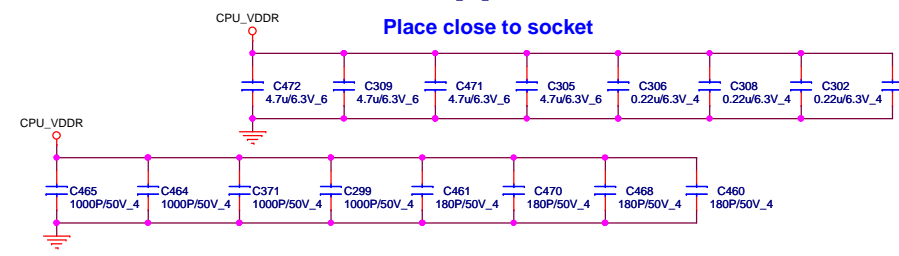 CPU_VDDR
Place close to socket
C472
4.7u/6.3V_6
C309
4.7u/6.3V_6
C471
4.7u/6.3V_6
C305
4.7u/6.3V_6
C306
0.22u/6.3V_4
C308
0.22u/6.3V_4
C302
0.22u/6.3V_4
CPU_VDDR
C465
1000P/50V_4
C464
1000P/50V_4
C371
1000P/50V_4
C299
1000P/50V_4
C461
180P/50V_4
C470
180P/50V_4
C468
180P/50V_4
C460
180P/50V_4